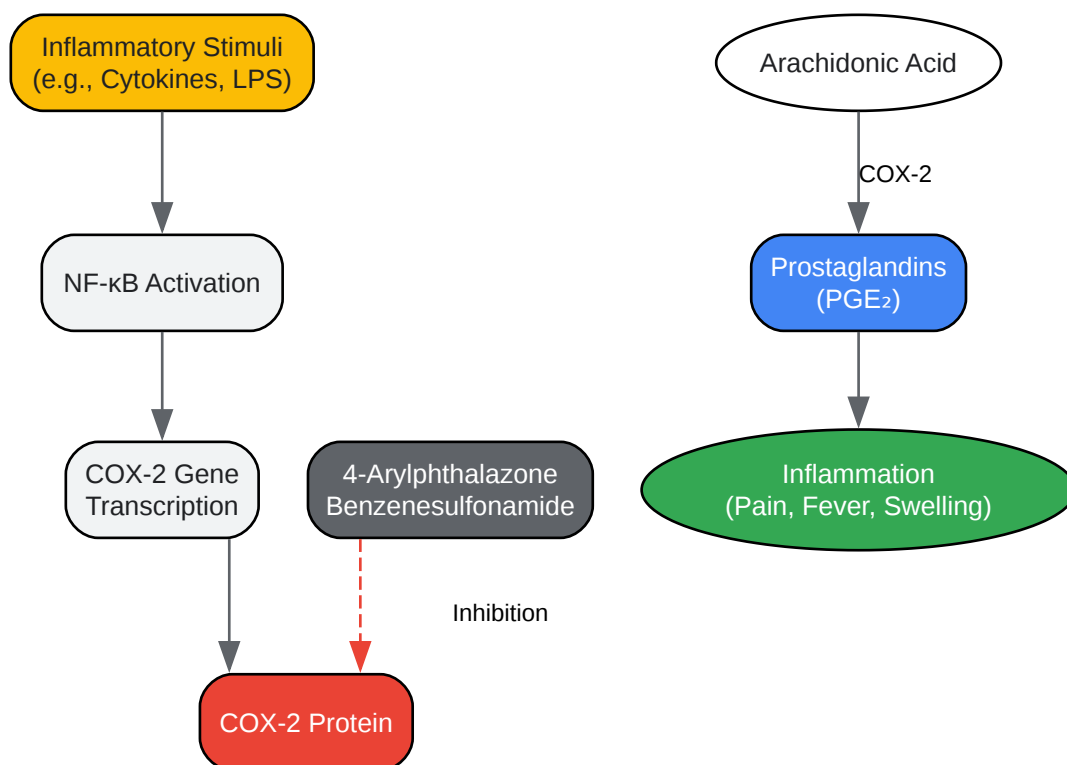 Inflammatory Stimuli
(e.g., Cytokines, LPS)
NF-κB Activation
COX-2 Gene
Transcription
4-Arylphthalazone
Benzenesulfonamide
Inhibition
COX-2 Protein
Arachidonic Acid
COX-2
Prostaglandins
(PGE₂)
Inflammation
(Pain, Fever, Swelling)